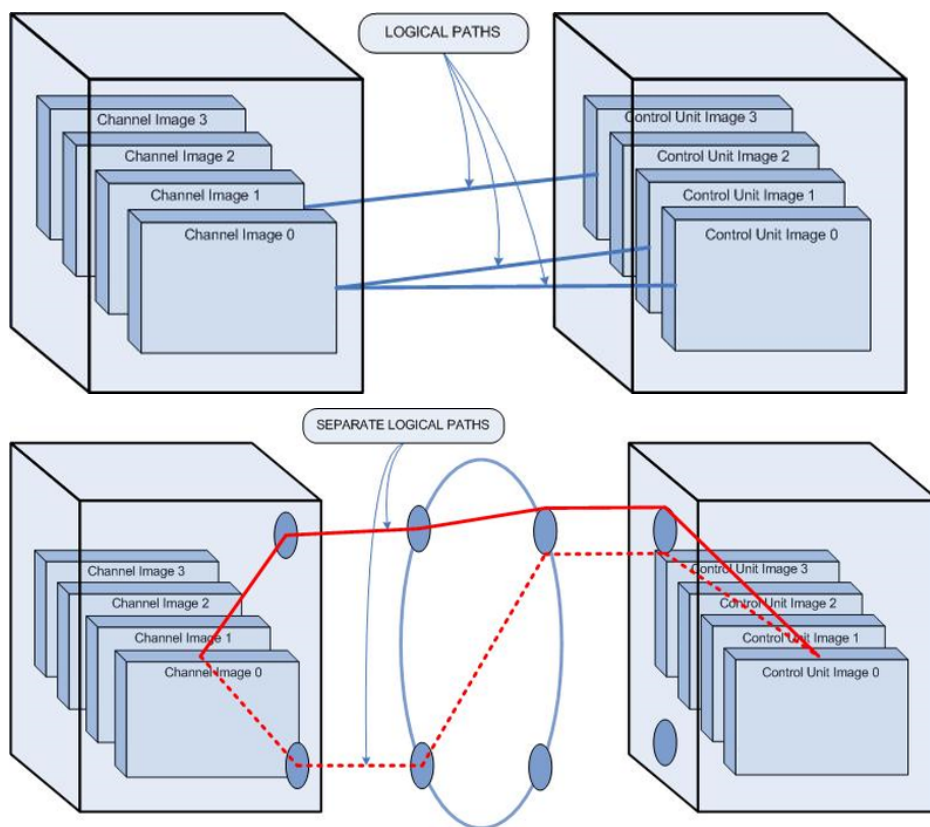 LOGICAL PATHS
Channel Image 3
Channel Image 2
Channel Image 1
Channel Image 0
Control Unit Image 3
Control Unit Image 2
Control Unit Image 1
Control Unit Image 0
SEPARATE LOGICAL PATHS
Channel Image 3
Channel Image 2
Channel Image 1
Channel Image 0
Control Unit Image 3
Control Unit Image 2
Control Unit Image 1
Control Unit Image 0